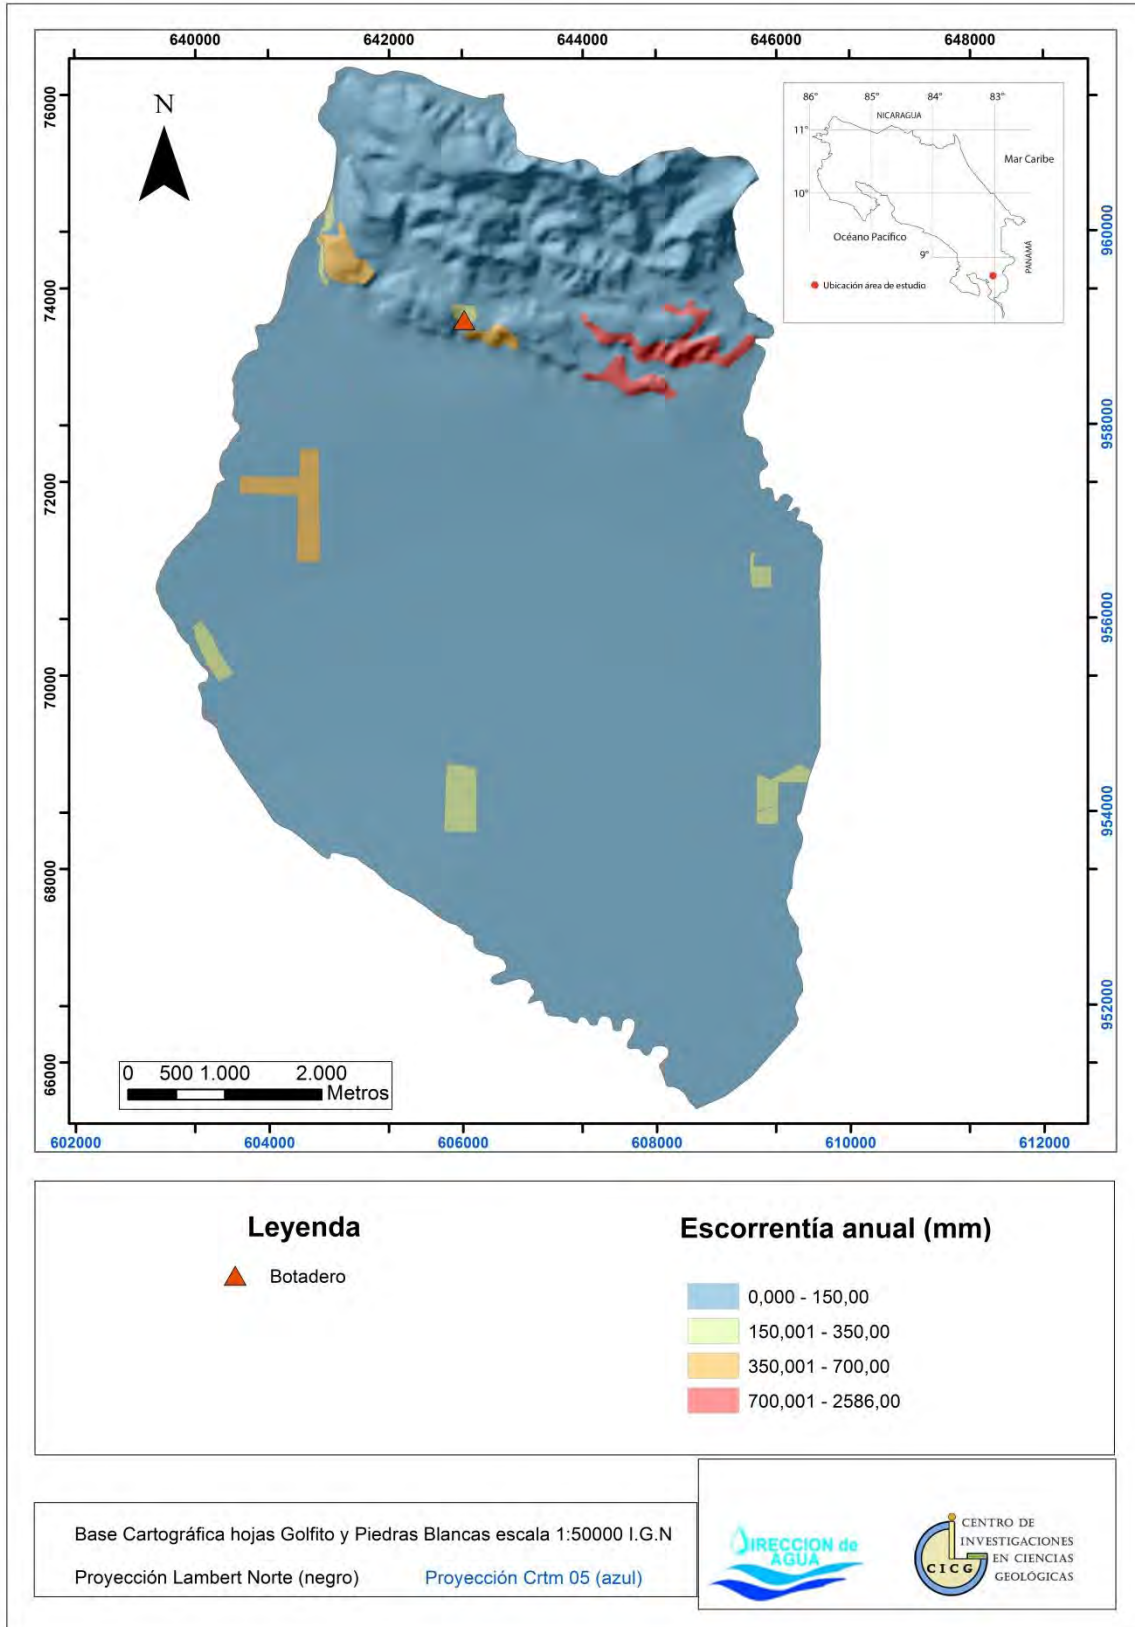 640000 642000 644000 646000 648000
76000
74000
72000
70000
68000
66000
960000
958000
956000
954000
952000
N
86° 85° 84° 83°
NICARAGUA
11°
10°
9°
Mar Caribe
Océano Pacífico
PANAMÁ
Ubicación área de estudio
0 500 1.000 2.000
Metros
602000 604000 606000 608000 610000 612000
Leyenda
Botadero
Escorrentía anual (mm)
0,000 - 150,00
150,001 - 350,00
350,001 - 700,00
700,001 - 2586,00
Base Cartográfica hojas Golfito y Piedras Blancas escala 1:50000 I.G.N
Proyección Lambert Norte (negro) Proyección Crtm 05 (azul)
DIRECCION de
AGUA
CICG
CENTRO DE
INVESTIGACIONES
EN CIENCIAS
GEOLÓGICAS